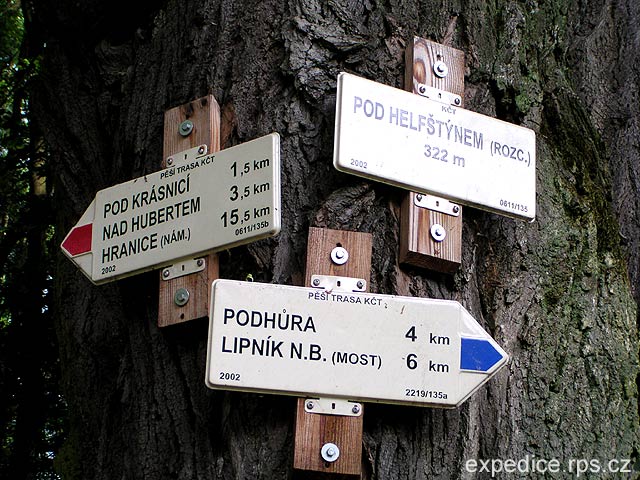 KČT
POD HELFŠTÝNEM (ROZC.)
322 m
2002 0611/135
PĚŠÍ TRASA KČT
POD KRÁSNICÍ 1,5 km
NAD HUBERTEM 3,5 km
HRANICE (NÁM.) 15,5 km
2002 0611/135b
PĚŠÍ TRASA KČT
PODHŮRA 4 km
LIPNÍK N.B. (MOST) 6 km
2002 2219/135a
expedice.rps.cz